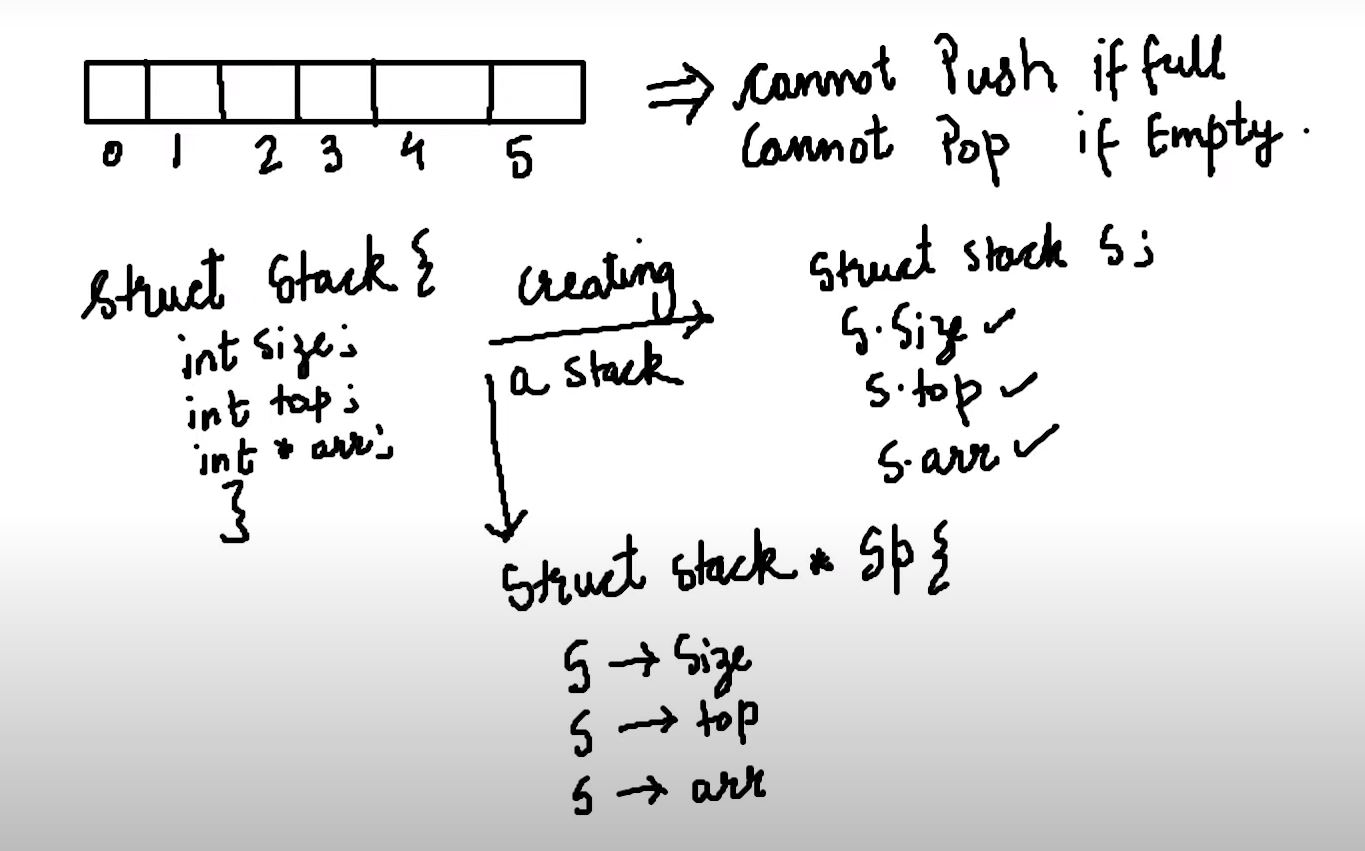 0 1 2 3 4 5
⇒ Cannot Push if full
Cannot Pop if Empty.
struct Stack {
int size;
int top;
int * arr;
}
Creating
a stack
struct stack S;
S.size ✓
S.top ✓
S.arr ✓
struct stack * Sp {
S → Size
S → top
S → arr